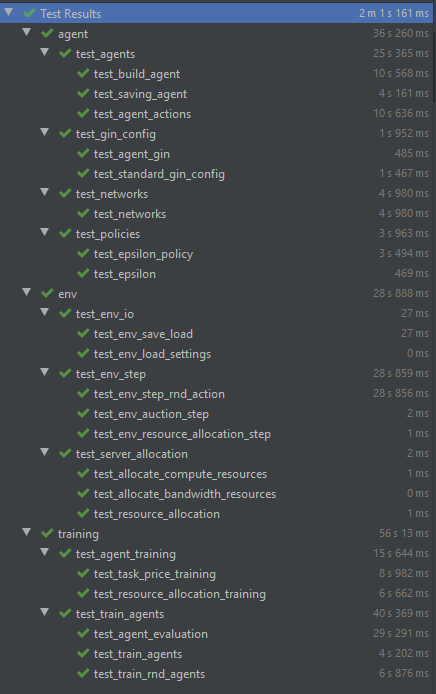 Test Results 2 m 1 s 161 ms
agent 36 s 260 ms
test_agents 25 s 365 ms
test_build_agent 10 s 568 ms
test_saving_agent 4 s 161 ms
test_agent_actions 10 s 636 ms
test_gin_config 1 s 952 ms
test_agent_gin 485 ms
test_standard_gin_config 1 s 467 ms
test_networks 4 s 980 ms
test_networks 4 s 980 ms
test_policies 3 s 963 ms
test_epsilon_policy 3 s 494 ms
test_epsilon 469 ms
env 28 s 888 ms
test_env_io 27 ms
test_env_save_load 27 ms
test_env_load_settings 0 ms
test_env_step 28 s 859 ms
test_env_step_rnd_action 28 s 856 ms
test_env_auction_step 2 ms
test_env_resource_allocation_step 1 ms
test_server_allocation 2 ms
test_allocate_compute_resources 1 ms
test_allocate_bandwidth_resources 0 ms
test_resource_allocation 1 ms
training 56 s 13 ms
test_agent_training 15 s 644 ms
test_task_price_training 8 s 982 ms
test_resource_allocation_training 6 s 662 ms
test_train_agents 40 s 369 ms
test_agent_evaluation 29 s 291 ms
test_train_agents 4 s 202 ms
test_train_rnd_agents 6 s 876 ms